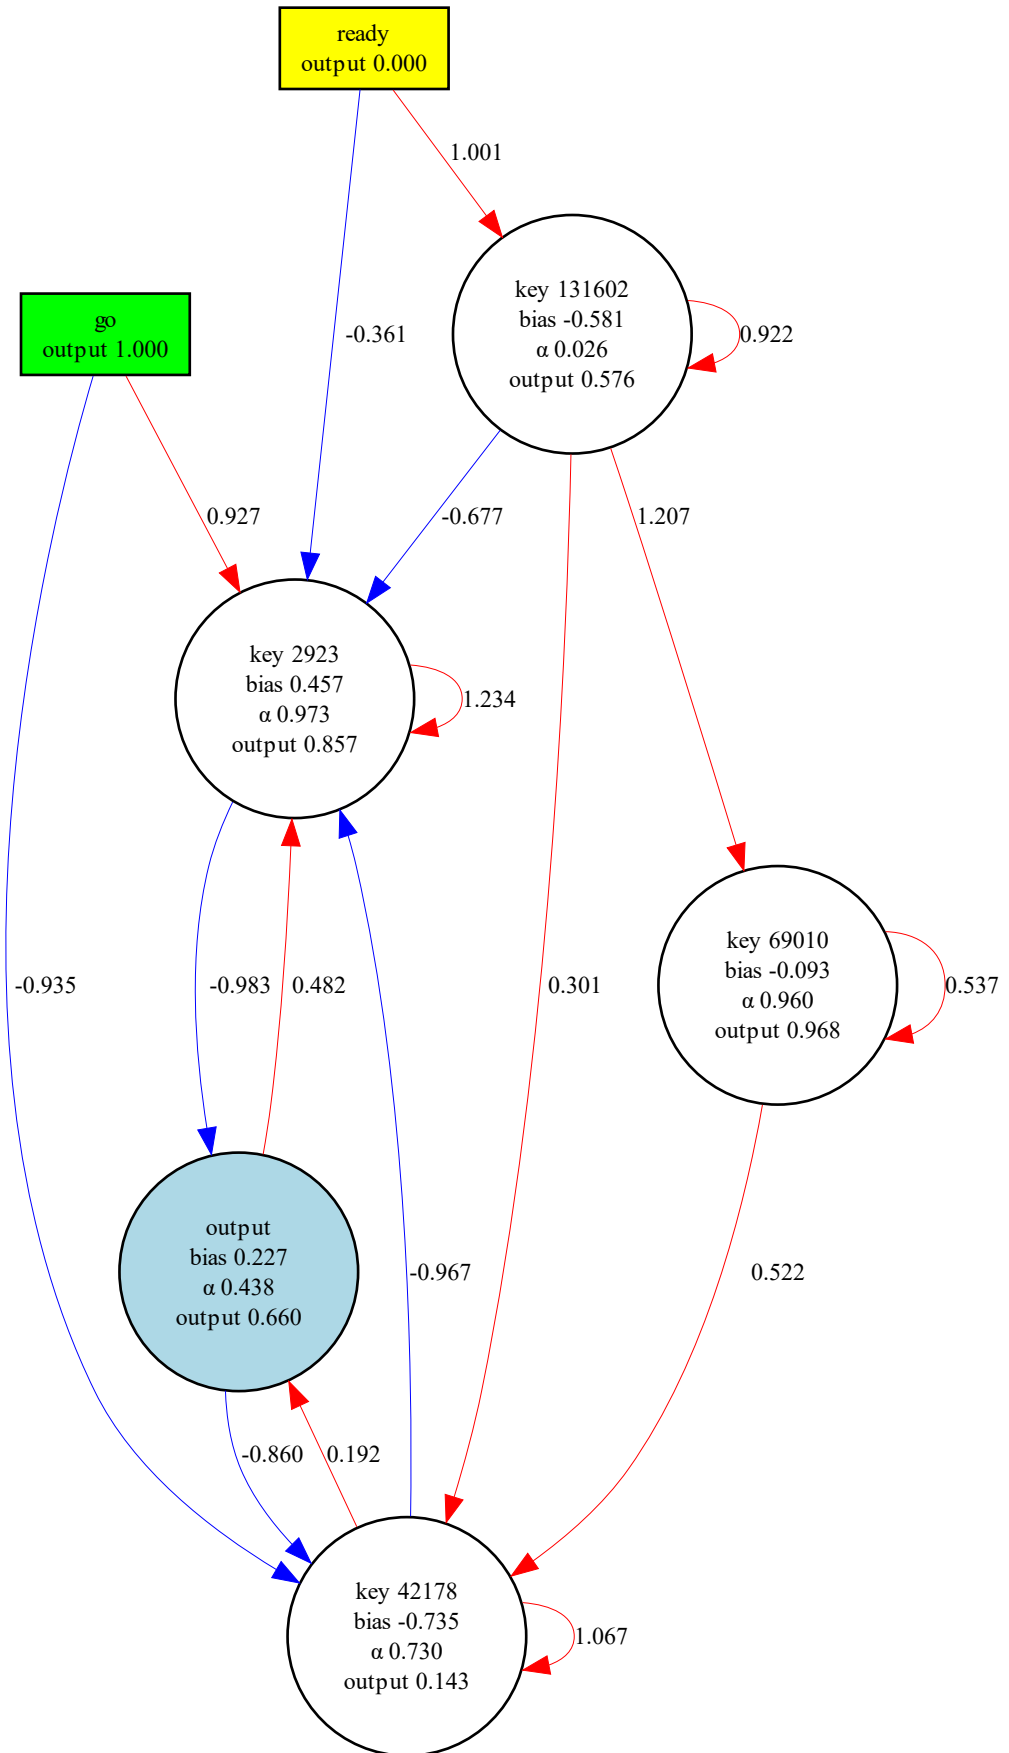 ready
output 0.000
1.001
key 131602
bias -0.581
α 0.026
output 0.576
0.922
go
output 1.000
-0.361
0.927
-0.677
1.207
key 2923
bias 0.457
α 0.973
output 0.857
1.234
key 69010
bias -0.093
α 0.960
output 0.968
0.537
-0.935
-0.983
0.482
0.301
output
bias 0.227
α 0.438
output 0.660
-0.967
0.522
-0.860
0.192
key 42178
bias -0.735
α 0.730
output 0.143
1.067